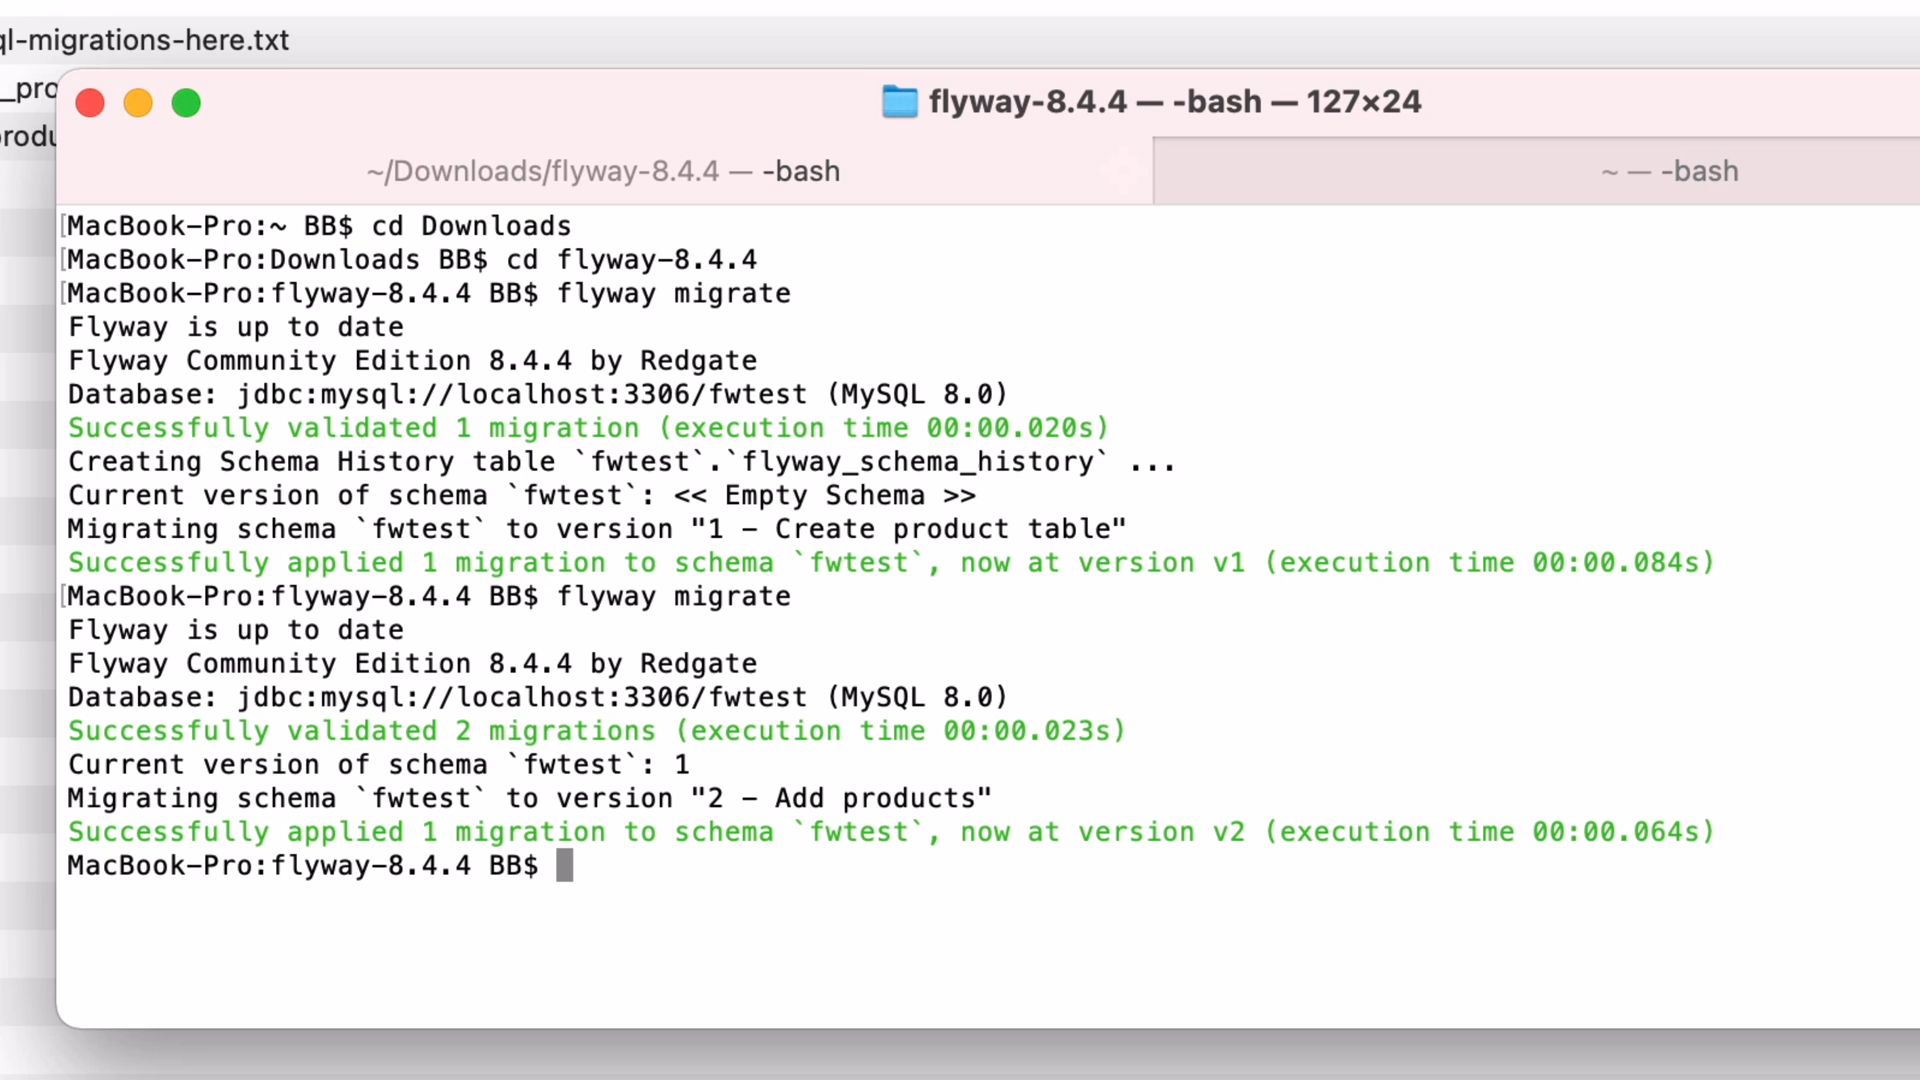 ql-migrations-here.txt
_pro
produ
flyway-8.4.4 — -bash — 127×24
~/Downloads/flyway-8.4.4 — -bash
~ — -bash
[MacBook-Pro:~ BB$ cd Downloads
[MacBook-Pro:Downloads BB$ cd flyway-8.4.4
[MacBook-Pro:flyway-8.4.4 BB$ flyway migrate
Flyway is up to date
Flyway Community Edition 8.4.4 by Redgate
Database: jdbc:mysql://localhost:3306/fwtest (MySQL 8.0)
Successfully validated 1 migration (execution time 00:00.020s)
Creating Schema History table `fwtest`.`flyway_schema_history` ...
Current version of schema `fwtest`: << Empty Schema >>
Migrating schema `fwtest` to version "1 - Create product table"
Successfully applied 1 migration to schema `fwtest`, now at version v1 (execution time 00:00.084s)
[MacBook-Pro:flyway-8.4.4 BB$ flyway migrate
Flyway is up to date
Flyway Community Edition 8.4.4 by Redgate
Database: jdbc:mysql://localhost:3306/fwtest (MySQL 8.0)
Successfully validated 2 migrations (execution time 00:00.023s)
Current version of schema `fwtest`: 1
Migrating schema `fwtest` to version "2 - Add products"
Successfully applied 1 migration to schema `fwtest`, now at version v2 (execution time 00:00.064s)
MacBook-Pro:flyway-8.4.4 BB$